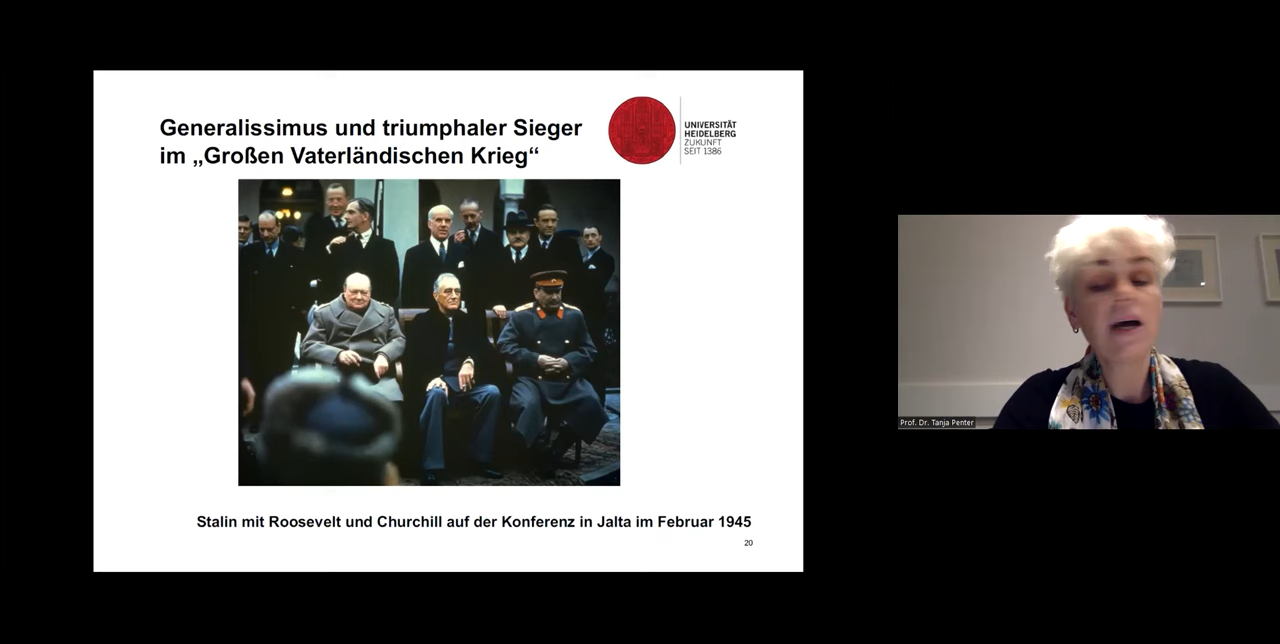 Generalissimus und triumphaler Sieger
im „Großen Vaterländischen Krieg“
UNIVERSITÄT
HEIDELBERG
ZUKUNFT
SEIT 1386
Stalin mit Roosevelt und Churchill auf der Konferenz in Jalta im Februar 1945
20
Prof. Dr. Tanja Penter